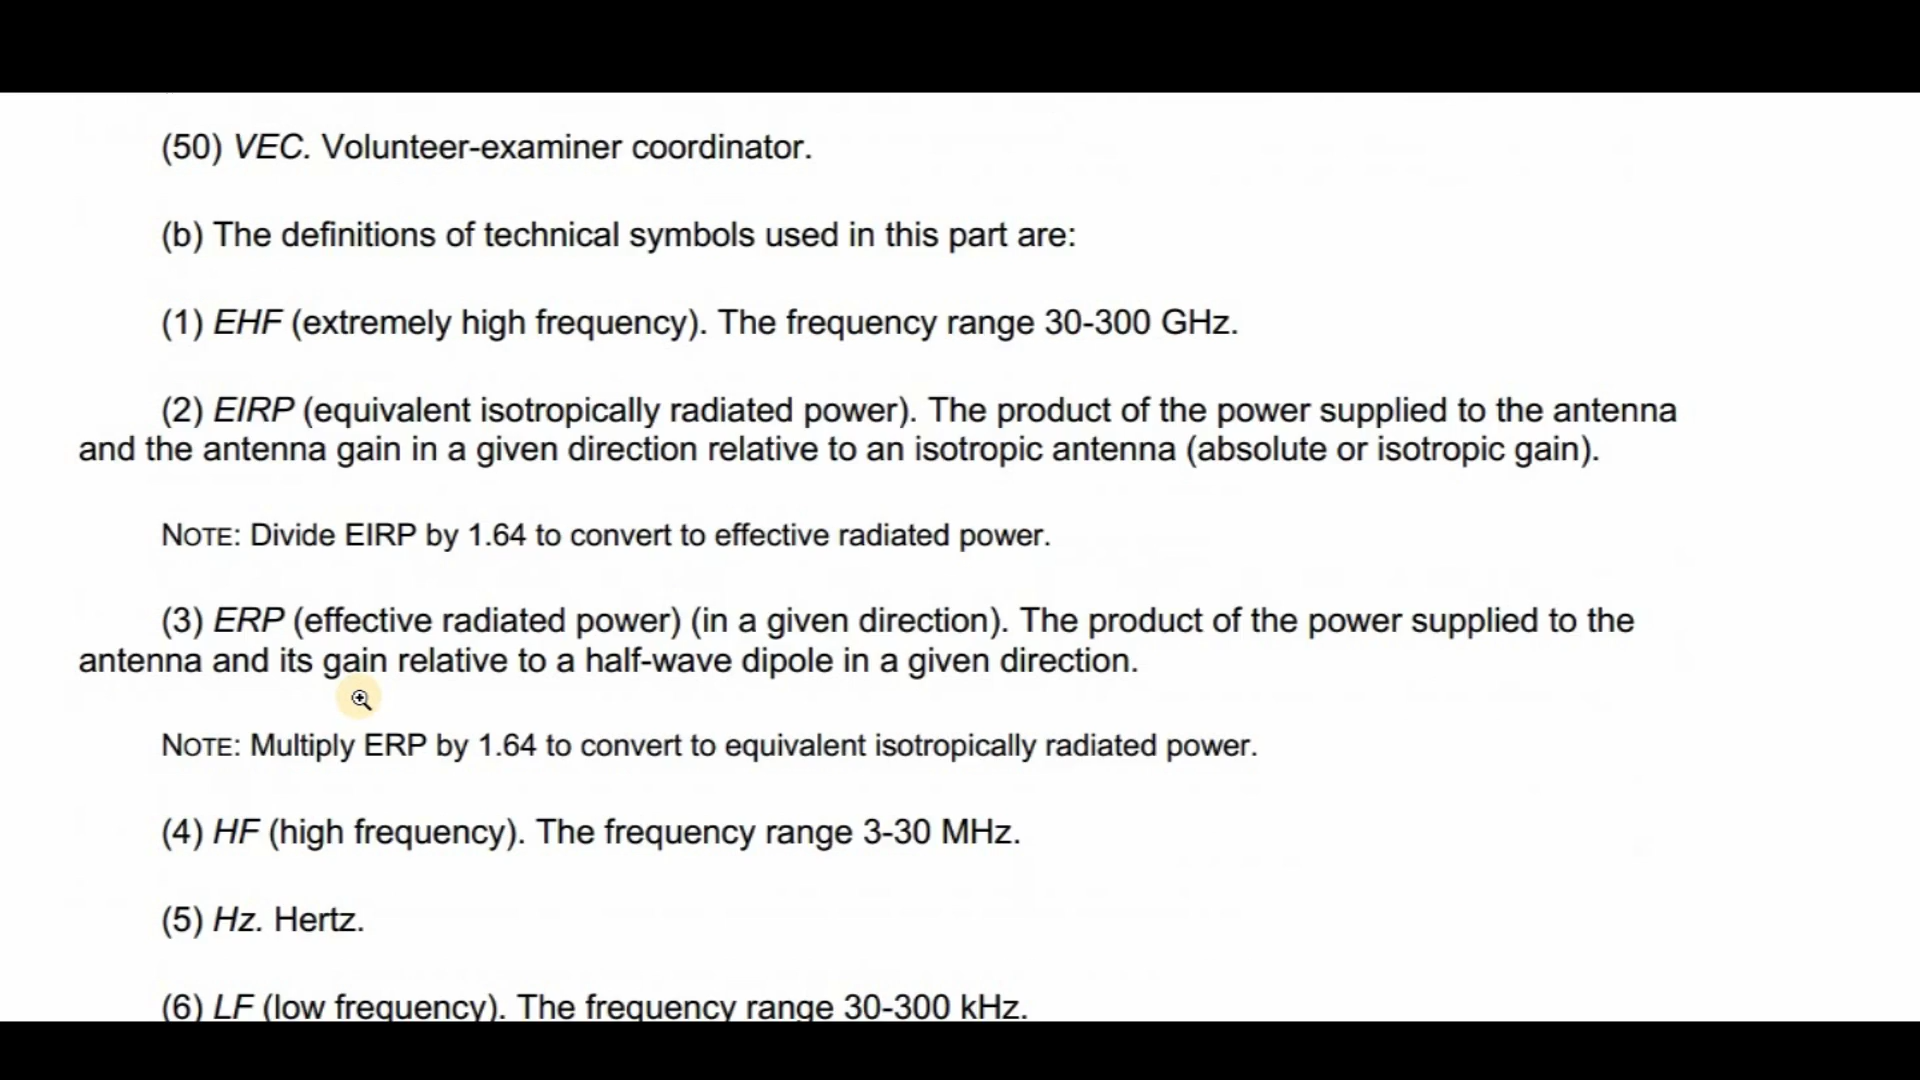 (50) VEC. Volunteer-examiner coordinator.
(b) The definitions of technical symbols used in this part are:
(1) EHF (extremely high frequency). The frequency range 30-300 GHz.
(2) EIRP (equivalent isotropically radiated power). The product of the power supplied to the antenna
and the antenna gain in a given direction relative to an isotropic antenna (absolute or isotropic gain).
NOTE: Divide EIRP by 1.64 to convert to effective radiated power.
(3) ERP (effective radiated power) (in a given direction). The product of the power supplied to the
antenna and its gain relative to a half-wave dipole in a given direction.
NOTE: Multiply ERP by 1.64 to convert to equivalent isotropically radiated power.
(4) HF (high frequency). The frequency range 3-30 MHz.
(5) Hz. Hertz.
(6) LF (low frequency). The frequency range 30-300 kHz.